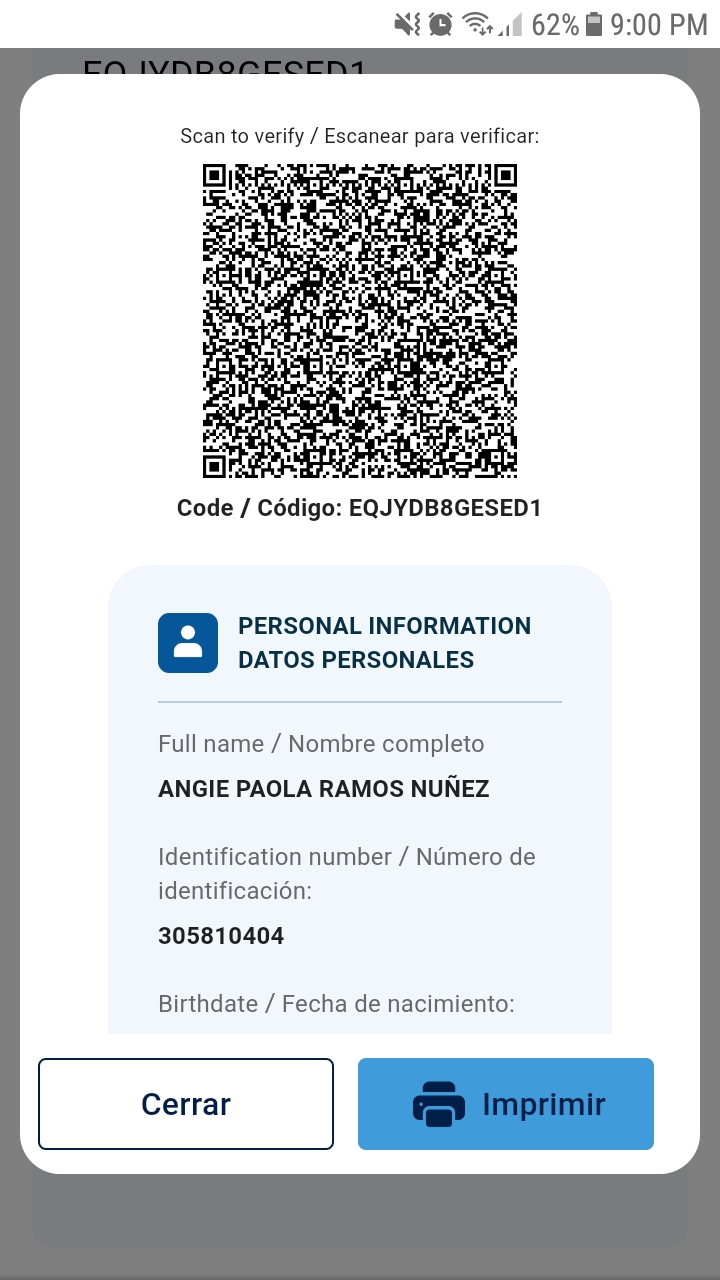 62% 9:00 PM
EQJYDB8GESED1
Scan to verify / Escanear para verificar:
Code / Código: EQJYDB8GESED1
PERSONAL INFORMATION
DATOS PERSONALES
Full name / Nombre completo
ANGIE PAOLA RAMOS NUÑEZ
Identification number / Número de
identificación:
305810404
Birthdate / Fecha de nacimiento:
Cerrar
Imprimir